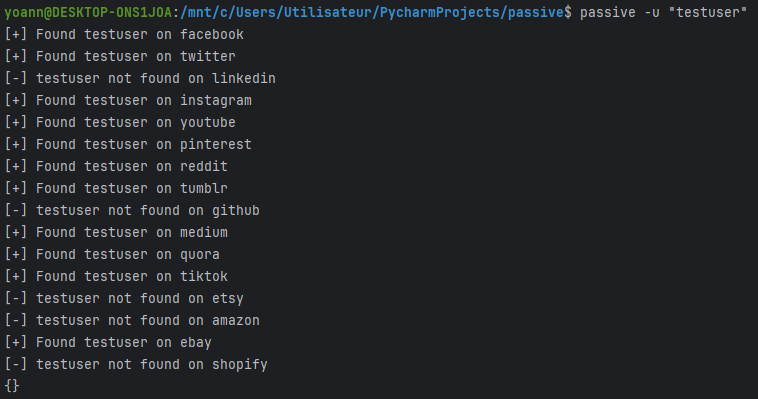 yoann@DESKTOP-ONS1JOA:/mnt/c/Users/Utilisateur/PycharmProjects/passive$ passive -u "testuser"
[+] Found testuser on facebook
[+] Found testuser on twitter
[-] testuser not found on linkedin
[+] Found testuser on instagram
[+] Found testuser on youtube
[+] Found testuser on pinterest
[+] Found testuser on reddit
[+] Found testuser on tumblr
[-] testuser not found on github
[+] Found testuser on medium
[+] Found testuser on quora
[+] Found testuser on tiktok
[-] testuser not found on etsy
[-] testuser not found on amazon
[+] Found testuser on ebay
[-] testuser not found on shopify
{}